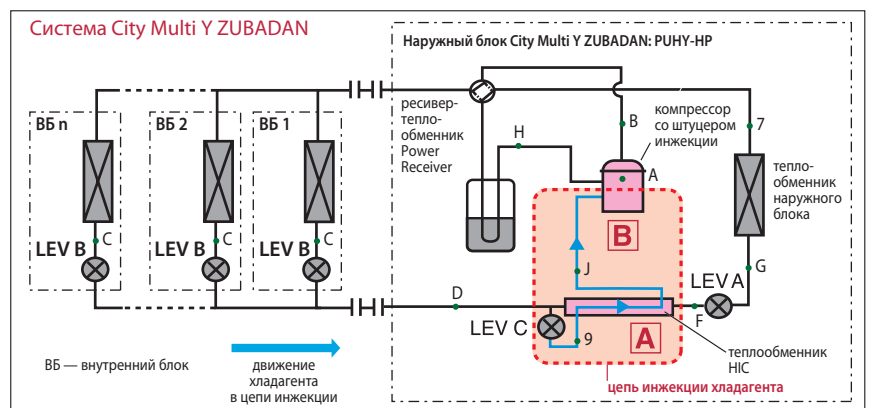 Система City Multi Y ZUBADAN
Наружный блок City Multi Y ZUBADAN: PUHY-HP
ВБ n
ВБ 2
ВБ 1
ресивер-
тепло-
обменник
Power
Receiver
H
B
компрессор
со штуцером
инжекции
A
7
тепло-
обменник
наружного
блока
LEV B
C
LEV B
C
LEV B
C
B
J
G
LEV A
D
F
LEV C
9
A
теплообменник
HIC
ВБ — внутренний блок
движение
хладагента
в цепи инжекции
цепь инжекции хладагента